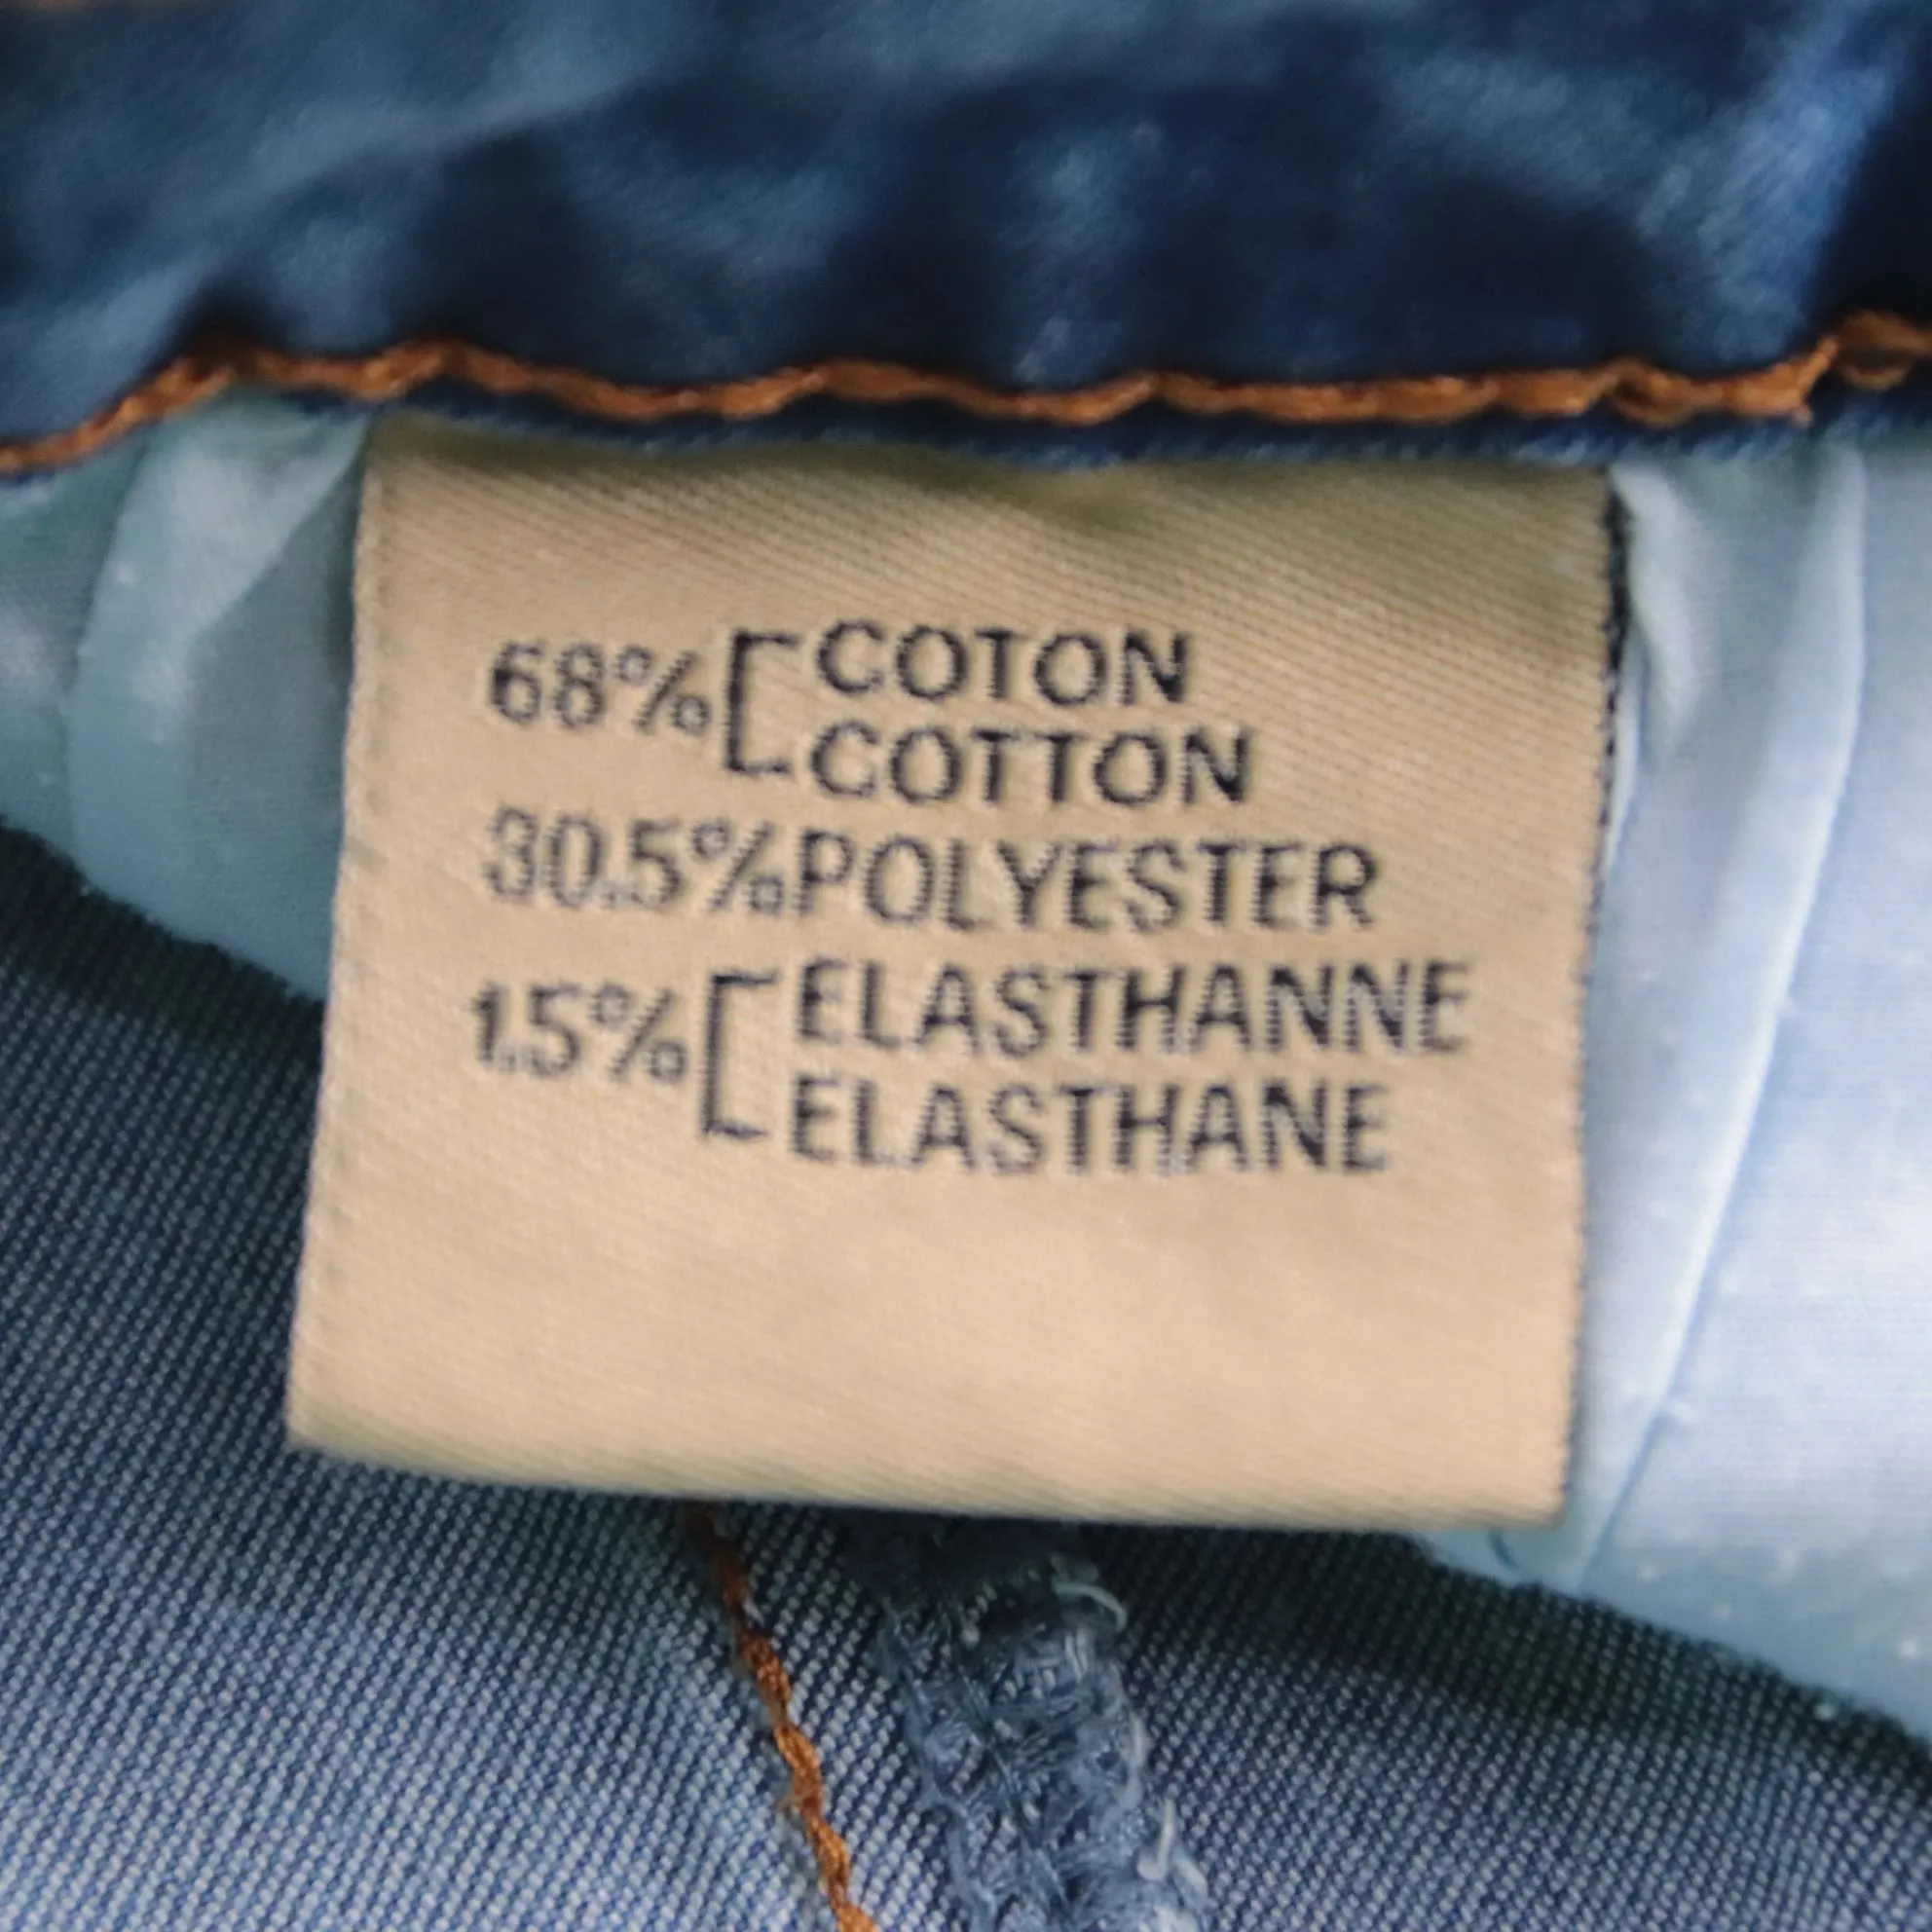 68% COTON
COTTON
30.5% POLYESTER
1.5% ELASTHANNE
ELASTHANE